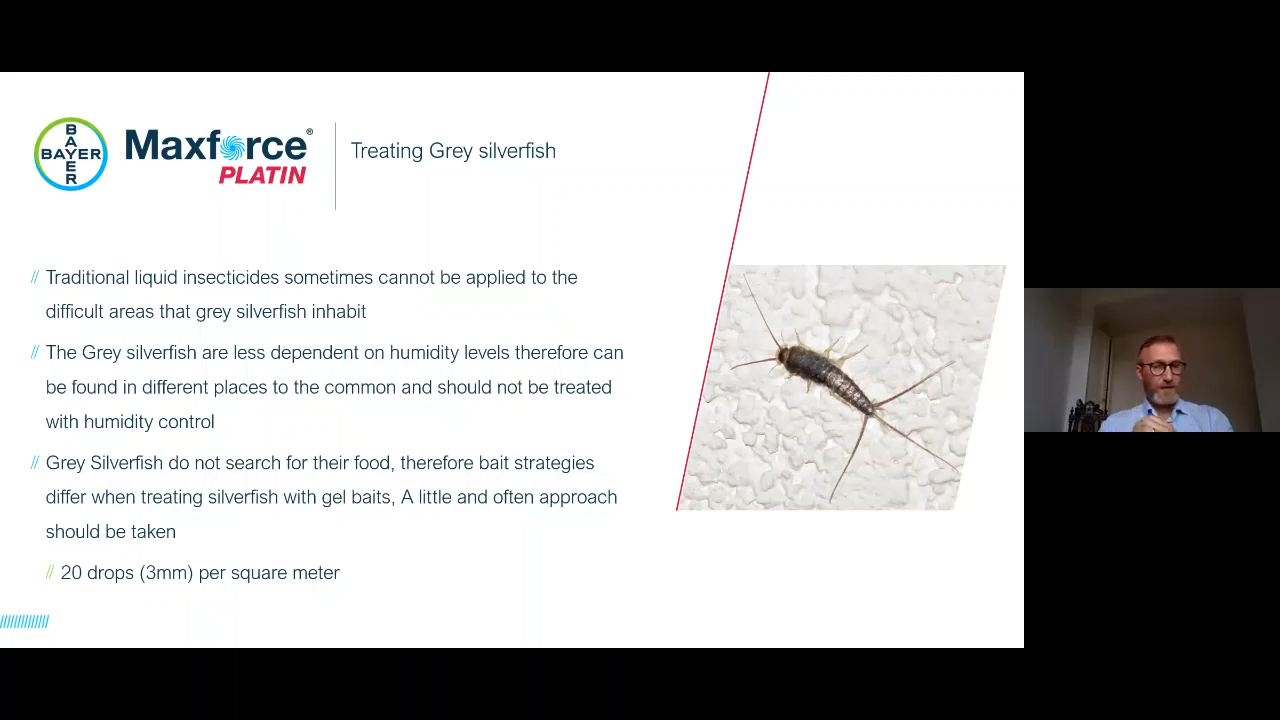 BAYER
BAYER
Maxforce®
PLATIN
Treating Grey silverfish
// Traditional liquid insecticides sometimes cannot be applied to the
difficult areas that grey silverfish inhabit
// The Grey silverfish are less dependent on humidity levels therefore can
be found in different places to the common and should not be treated
with humidity control
// Grey Silverfish do not search for their food, therefore bait strategies
differ when treating silverfish with gel baits, A little and often approach
should be taken
// 20 drops (3mm) per square meter